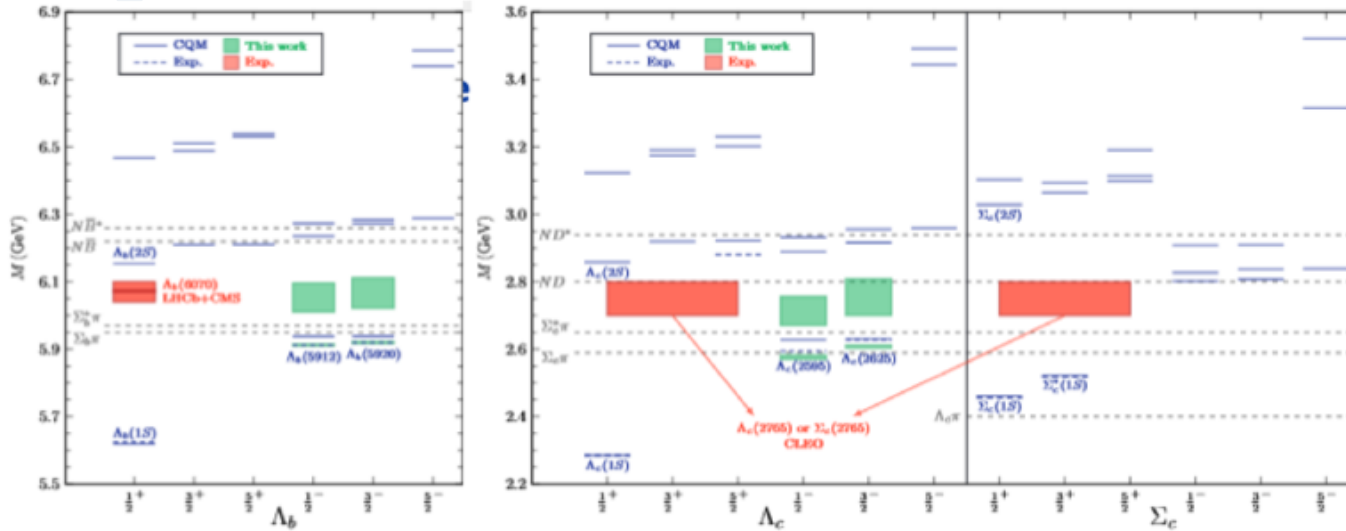 6.9
6.7
6.5
6.3
6.1
5.9
5.7
5.5
M (GeV)
CQM
Exp.
This work
Exp.
e
NB̄*
NB̄
Λb(2S)
Λb(6070)
LHCb+CMS
Σb*π
Σbπ
Λb(5912)
Λb(5920)
Λb(1S)
1/2+
3/2+
5/2+
1/2−
3/2−
5/2−
Λb
3.6
3.4
3.2
3.0
2.8
2.6
2.4
2.2
M (GeV)
CQM
Exp.
This work
Exp.
ND*
Λc(2S)
ND
Σc*π
Σcπ
Λc(2595)
Λc(2625)
Λc(2765) or Σc(2765)
CLEO
Λc(1S)
Σc(2S)
Σc*(1S)
Σc(1S)
Λcπ
1/2+
3/2+
5/2+
1/2−
3/2−
5/2−
Λc
1/2+
3/2+
5/2+
1/2−
3/2−
5/2−
Σc